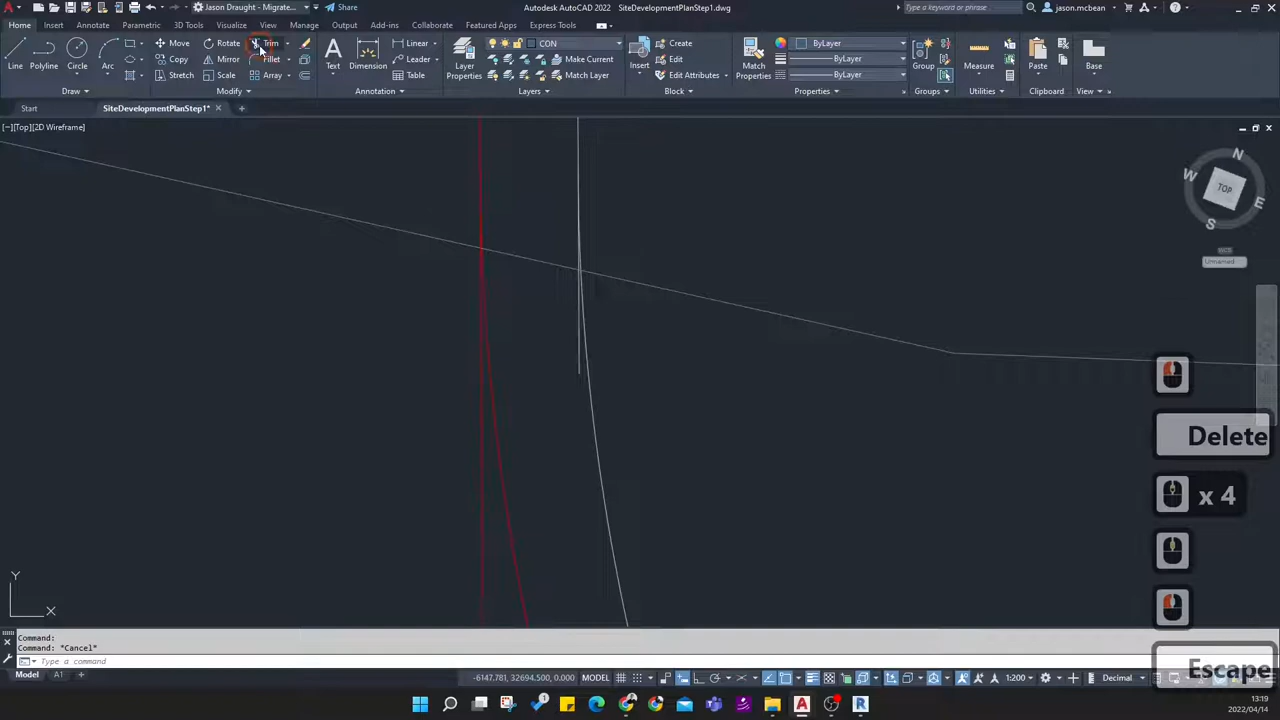 Jason Draught - Migrate... Share Autodesk AutoCAD 2022 SiteDevelopmentPlanStep1.dwg Type a keyword or phrase jason.mcbean
Home Insert Annotate Parametric 3D Tools Visualize View Manage Output Add-ins Collaborate Featured Apps Express Tools
Line Polyline Circle Arc
Move Rotate Trim
Copy Mirror Fillet
Stretch Scale Array
Text Dimension
Linear
Leader
Table
Layer Properties
CON
Make Current
Match Layer
Insert
Create
Edit
Edit Attributes
Match Properties
ByLayer
ByLayer
ByLayer
Group Measure Paste Base
Draw Modify Annotation Layers Block Properties Groups Utilities Clipboard View
Start SiteDevelopmentPlanStep1*
[−][Top][2D Wireframe]
N
W TOP E
S
WCS
Unnamed
Delete
x 4
Escape
Y
X
Command:
Command: *Cancel*
Type a command
Model A1 -6147.781, 32694.500, 0.000 MODEL 1:200 Decimal
13:19
2022/04/14